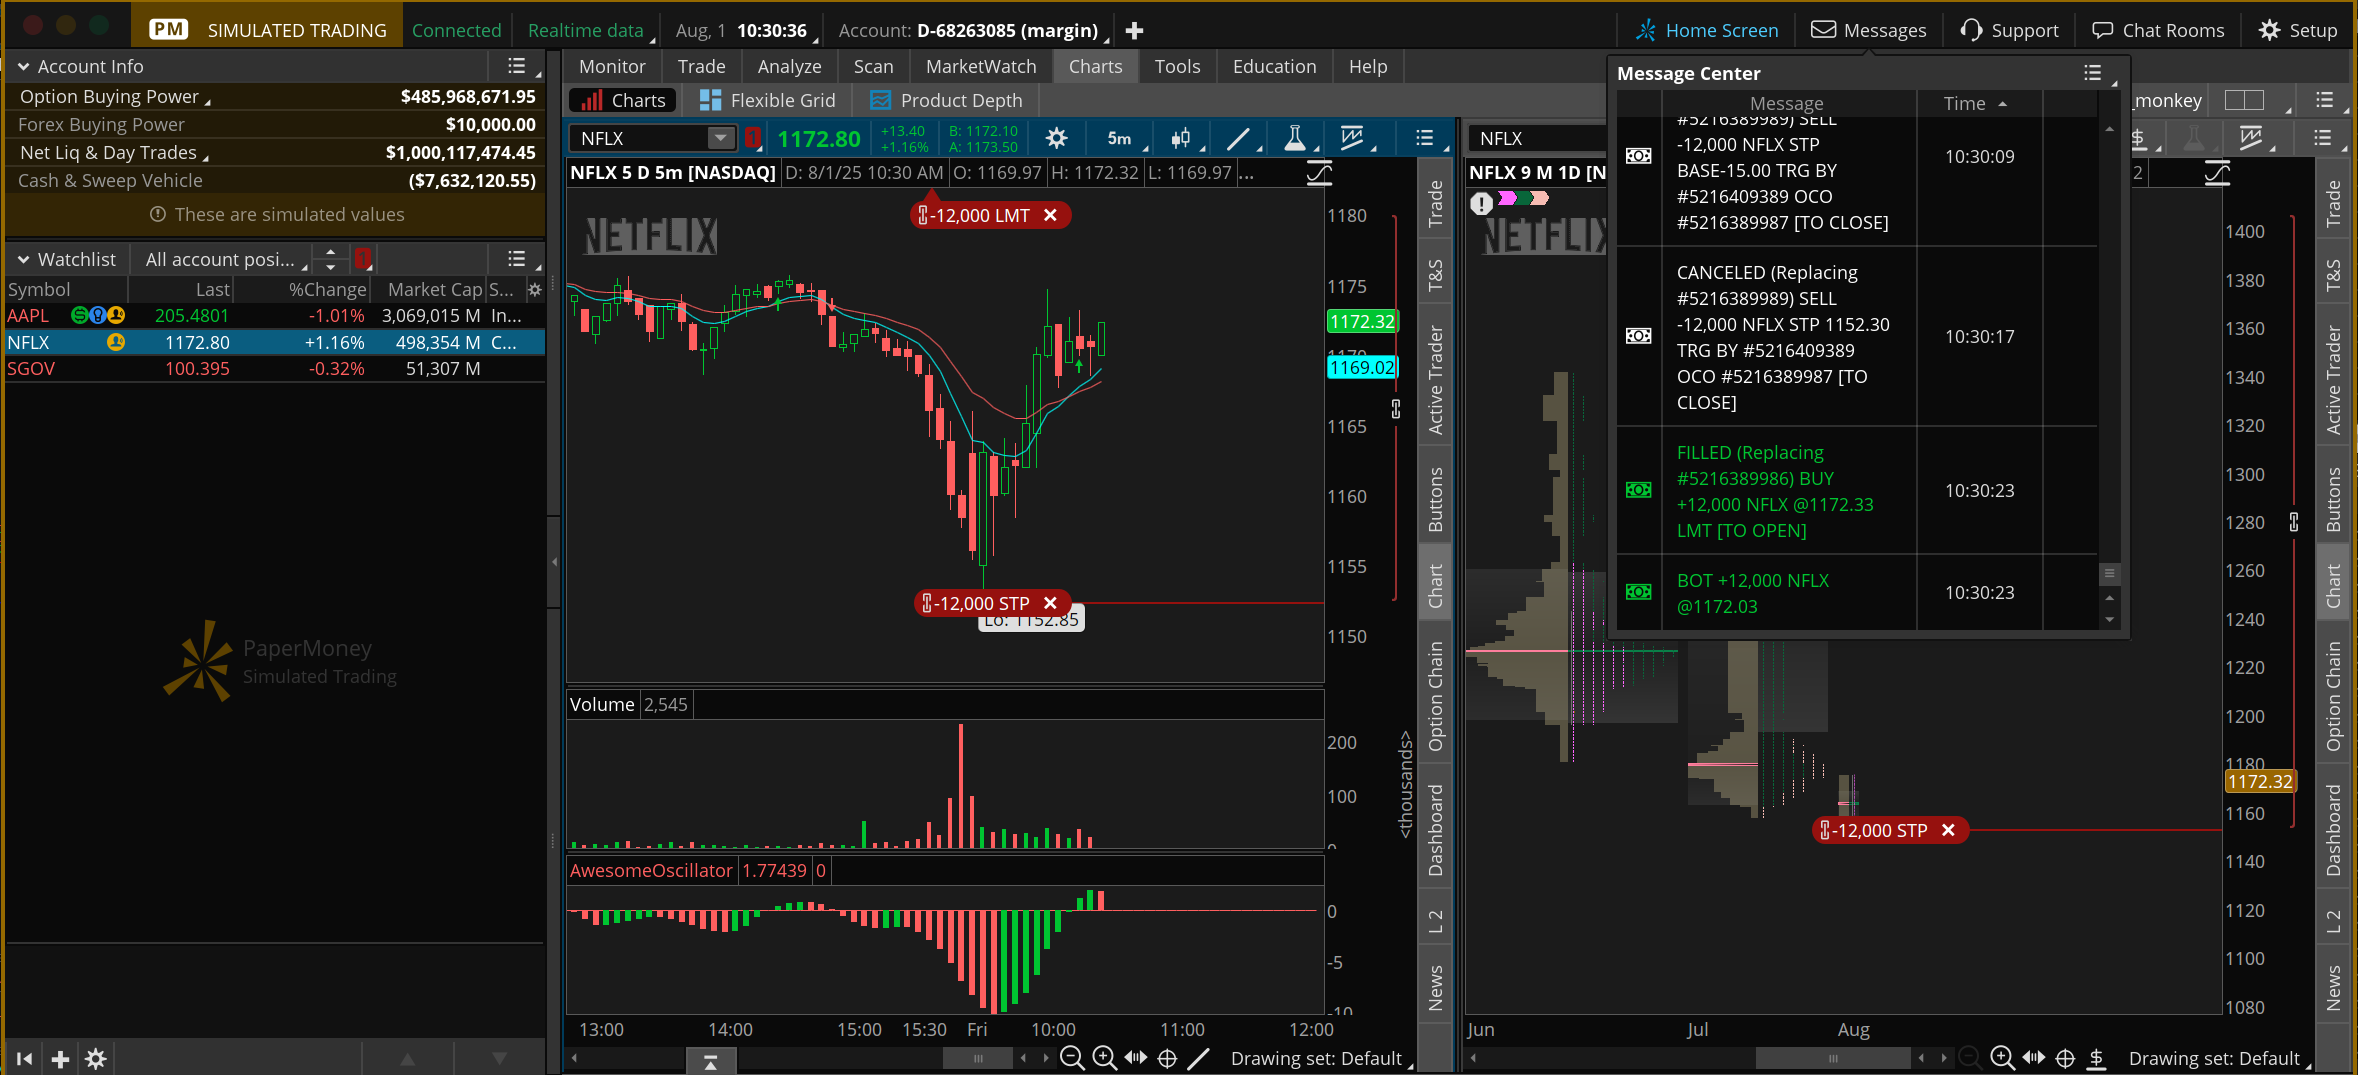 PM SIMULATED TRADING Connected Realtime data Aug, 1 10:30:36 Account: D-68263085 (margin) Home Screen Messages Support Chat Rooms Setup
Account Info
Option Buying Power $485,968,671.95
Forex Buying Power $10,000.00
Net Liq & Day Trades $1,000,117,474.45
Cash & Sweep Vehicle ($7,632,120.55)
These are simulated values
Watchlist All account posi... 1
Symbol Last %Change Market Cap S...
AAPL 205.4801 -1.01% 3,069,015 M In...
NFLX 1172.80 +1.16% 498,354 M C...
SGOV 100.395 -0.32% 51,307 M
PaperMoney
Simulated Trading
Monitor Trade Analyze Scan MarketWatch Charts Tools Education Help
Charts Flexible Grid Product Depth
NFLX 1 1172.80 +13.40 +1.16% B: 1172.10 A: 1173.50 5m
NFLX 5 D 5m [NASDAQ] D: 8/1/25 10:30 AM O: 1169.97 H: 1172.32 L: 1169.97 ...
-12,000 LMT
NETFLIX
1180
1175
1172.32
1170
1169.02
1165
1160
1155
1150
-12,000 STP
Lo: 1152.85
Volume 2,545
200
100
0
<thousands>
AwesomeOscillator 1.77439 0
0
-5
-10
13:00 14:00 15:00 15:30 Fri 10:00 11:00 12:00
Drawing set: Default
Trade
T&S
Active Trader
Buttons
Chart
Option Chain
Dashboard
L 2
News
_monkey
NFLX
NFLX 9 M 1D [N
2
NETFLIX
Message Center
Message Time
#5216389989) SELL
-12,000 NFLX STP
BASE-15.00 TRG BY
#5216409389 OCO
#5216389987 [TO CLOSE]
10:30:09
CANCELED (Replacing
#5216389989) SELL
-12,000 NFLX STP 1152.30
TRG BY #5216409389
OCO #5216389987 [TO
CLOSE]
10:30:17
FILLED (Replacing
#5216389986) BUY
+12,000 NFLX @1172.33
LMT [TO OPEN]
10:30:23
BOT +12,000 NFLX
@1172.03
10:30:23
1400
1380
1360
1340
1320
1300
1280
1260
1240
1220
1200
1180
1172.32
1160
1140
1120
1100
1080
-12,000 STP
Jun Jul Aug
Drawing set: Default
Trade
T&S
Active Trader
Buttons
Chart
Option Chain
Dashboard
L 2
News